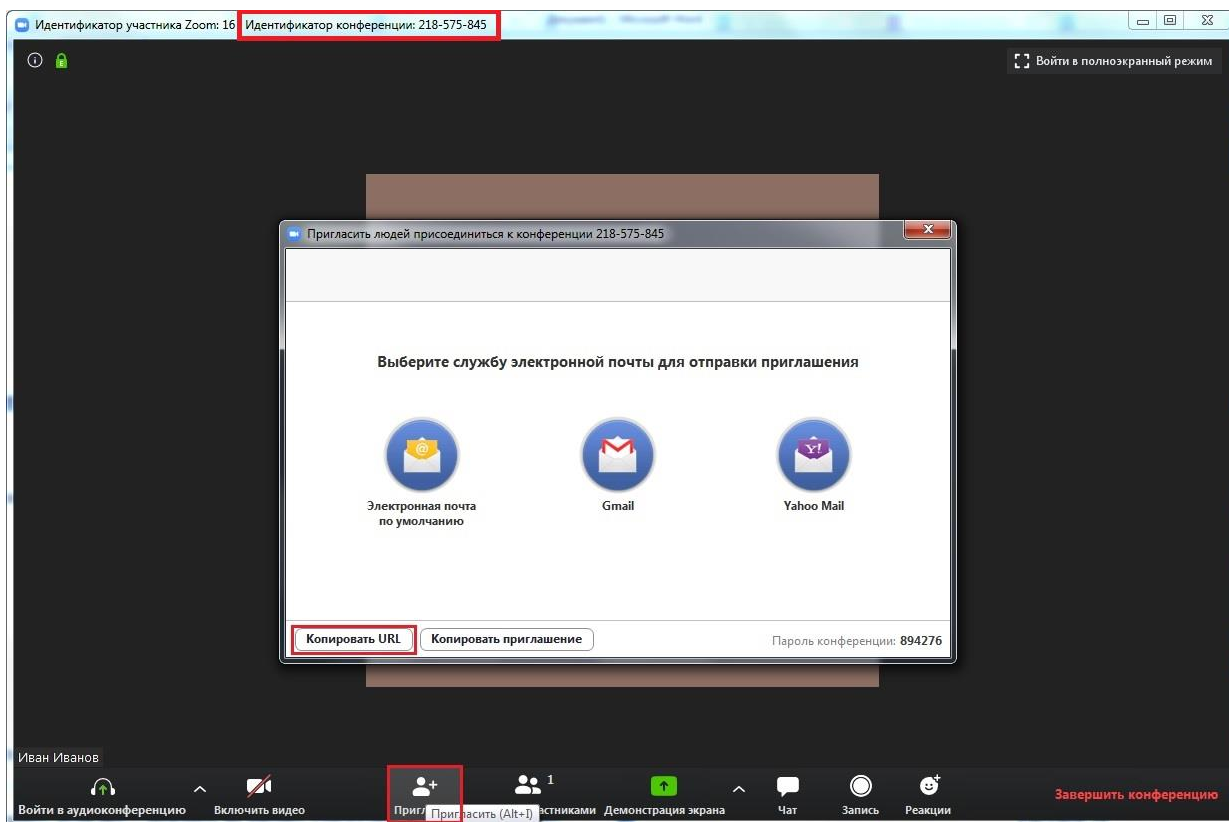 Идентификатор участника Zoom: 16 Идентификатор конференции: 218-575-845
Войти в полноэкранный режим
Пригласить людей присоединиться к конференции 218-575-845
Выберите службу электронной почты для отправки приглашения
@
Y!
Электронная почта
по умолчанию
Gmail
Yahoo Mail
Копировать URL
Копировать приглашение
Пароль конференции: 894276
Иван Иванов
1
Войти в аудиоконференцию
Включить видео
Пригласить (Alt+I)
Демонстрация экрана
Чат
Запись
Реакции
Завершить конференцию